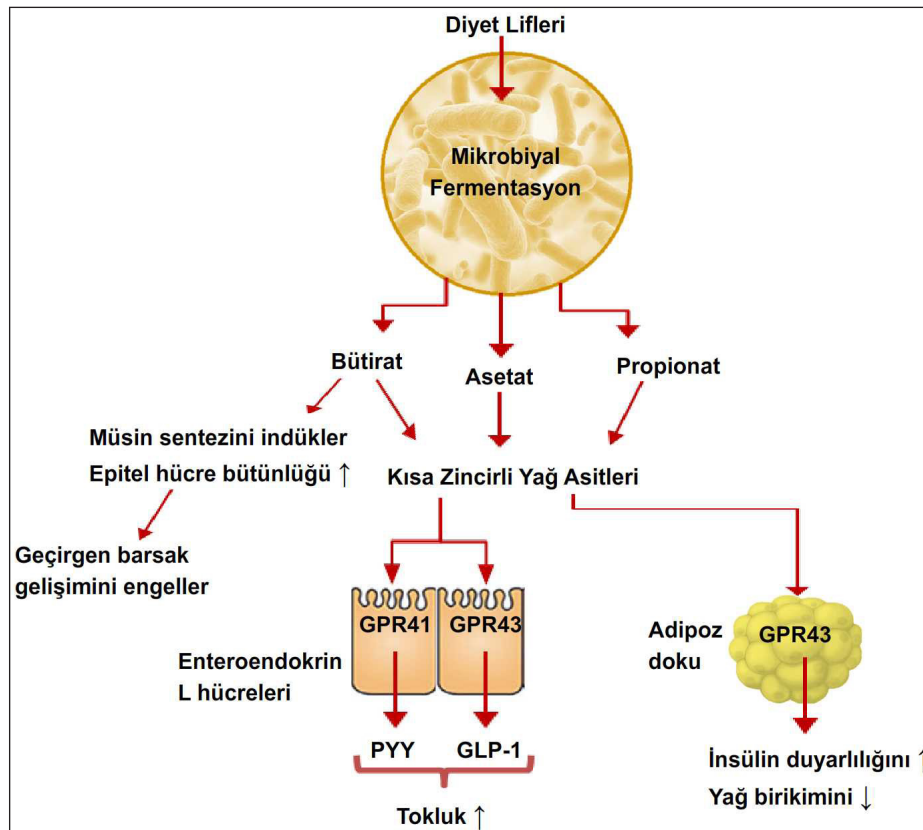 Diyet Lifleri
Mikrobiyal
Fermentasyon
Bütirat
Asetat
Propionat
Müsin sentezini indükler
Epitel hücre bütünlüğü ↑
Kısa Zincirli Yağ Asitleri
Geçirgen barsak
gelişimini engeller
GPR41
GPR43
Enteroendokrin
L hücreleri
Adipoz
doku
GPR43
PYY
GLP-1
Tokluk ↑
İnsülin duyarlılığını ↑
Yağ birikimini ↓